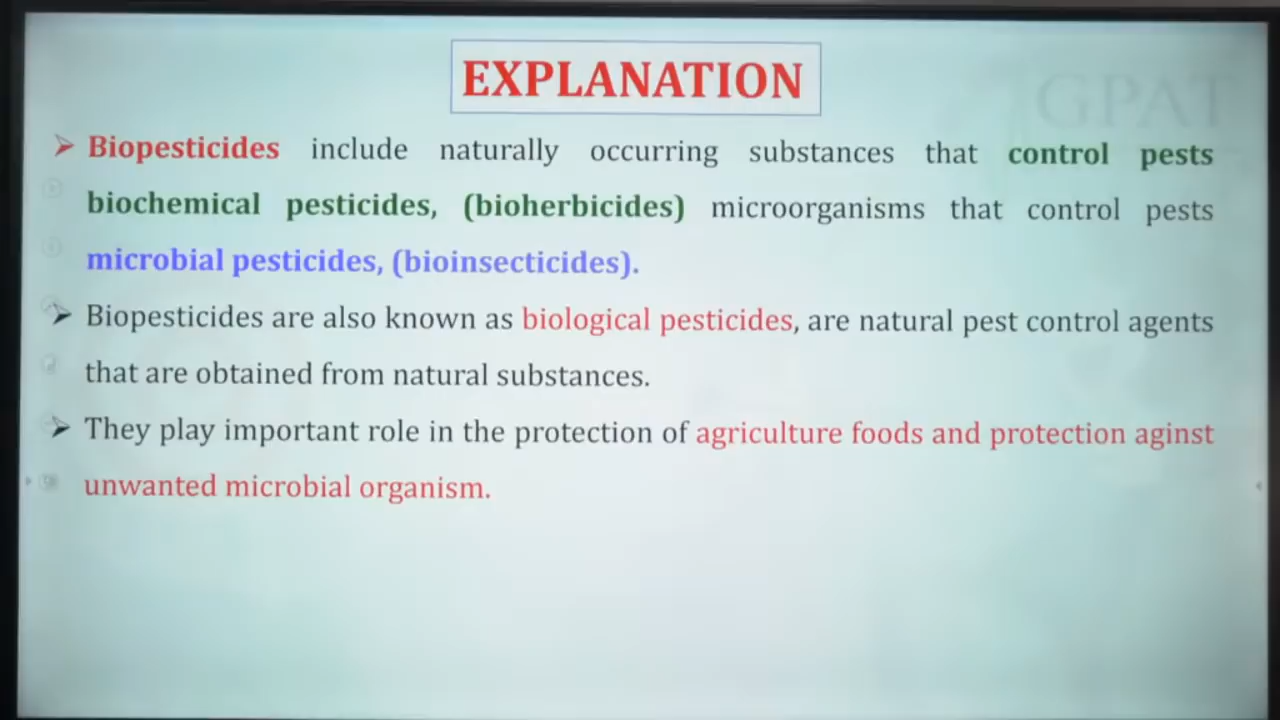 EXPLANATION
GPAT
➢ Biopesticides include naturally occurring substances that control pests
biochemical pesticides, (bioherbicides) microorganisms that control pests
microbial pesticides, (bioinsecticides).
➢ Biopesticides are also known as biological pesticides, are natural pest control agents
that are obtained from natural substances.
➢ They play important role in the protection of agriculture foods and protection aginst
unwanted microbial organism.